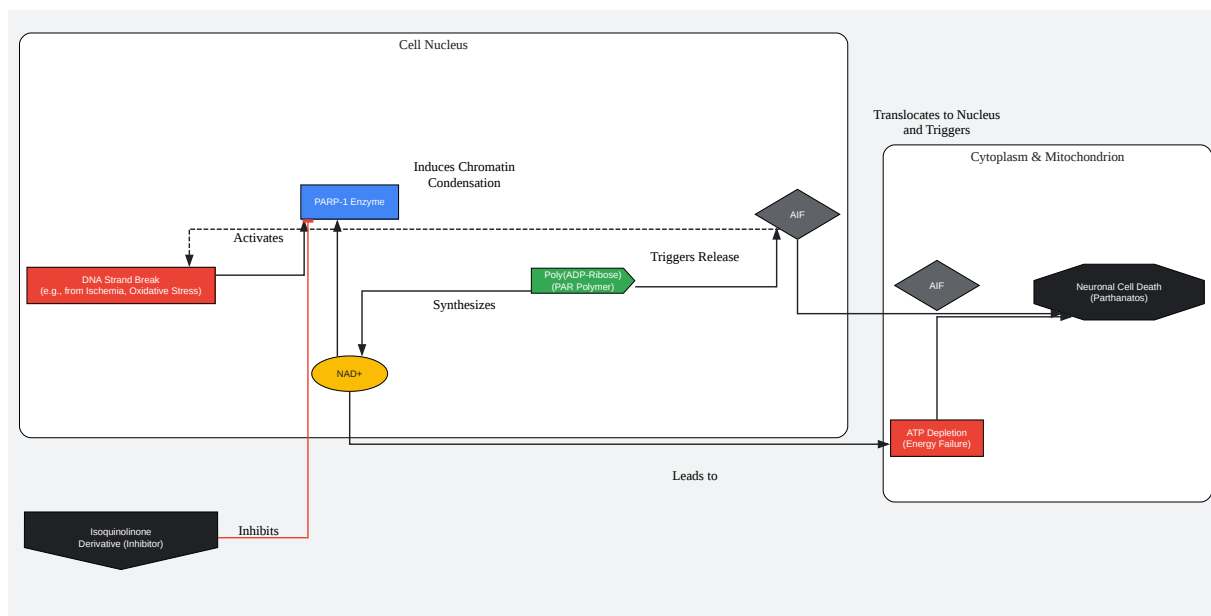 Cell Nucleus
Translocates to Nucleus
and Triggers
Cytoplasm & Mitochondrion
Induces Chromatin
Condensation
PARP-1 Enzyme
AIF
Activates
Triggers Release
DNA Strand Break
(e.g., from Ischemia, Oxidative Stress)
Poly(ADP-Ribose)
(PAR Polymer)
AIF
Neuronal Cell Death
(Parthanatos)
Synthesizes
NAD+
ATP Depletion
(Energy Failure)
Leads to
Isoquinolinone
Derivative (Inhibitor)
Inhibits